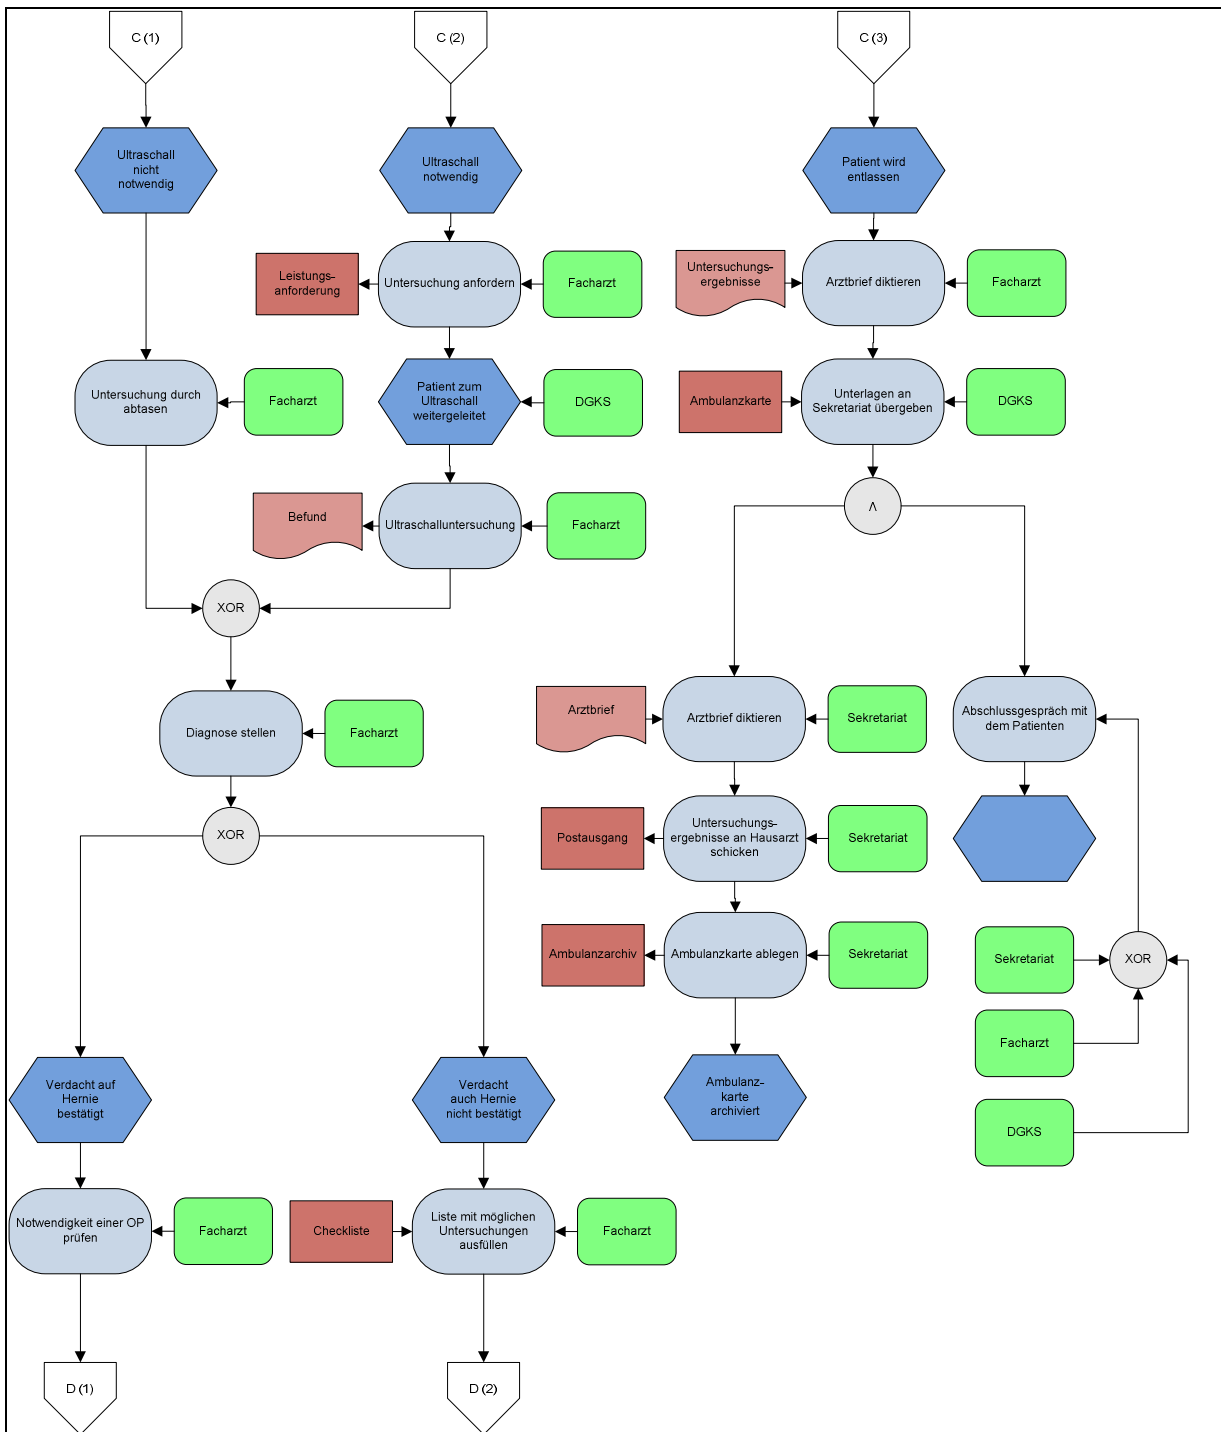 C (1)
C (2)
C (3)
Ultraschall
nicht
notwendig
Ultraschall
notwendig
Patient wird
entlassen
Leistungs-
anforderung
Untersuchung anfordern
Facharzt
Untersuchungs-
ergebnisse
Arztbrief diktieren
Facharzt
Untersuchung durch
abtasen
Facharzt
Patient zum
Ultraschall
weitergeleitet
DGKS
Ambulanzkarte
Unterlagen an
Sekretariat übergeben
DGKS
Befund
Ultraschalluntersuchung
Facharzt
Λ
XOR
Diagnose stellen
Facharzt
Arztbrief
Arztbrief diktieren
Sekretariat
Abschlussgespräch mit
dem Patienten
XOR
Postausgang
Untersuchungs-
ergebnisse an Hausarzt
schicken
Sekretariat
Ambulanzarchiv
Ambulanzkarte ablegen
Sekretariat
Sekretariat
XOR
Facharzt
Verdacht auf
Hernie
bestätigt
Verdacht
auch Hernie
nicht bestätigt
Ambulanz-
karte
archiviert
DGKS
Notwendigkeit einer OP
prüfen
Facharzt
Checkliste
Liste mit möglichen
Untersuchungen
ausfüllen
Facharzt
D (1)
D (2)